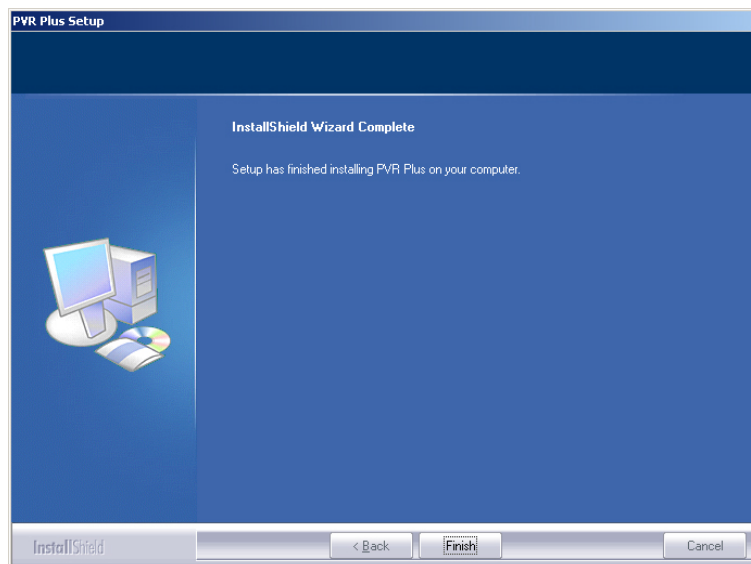 PVR Plus Setup
InstallShield Wizard Complete
Setup has finished installing PVR Plus on your computer.
InstallShield
< Back
Finish
Cancel